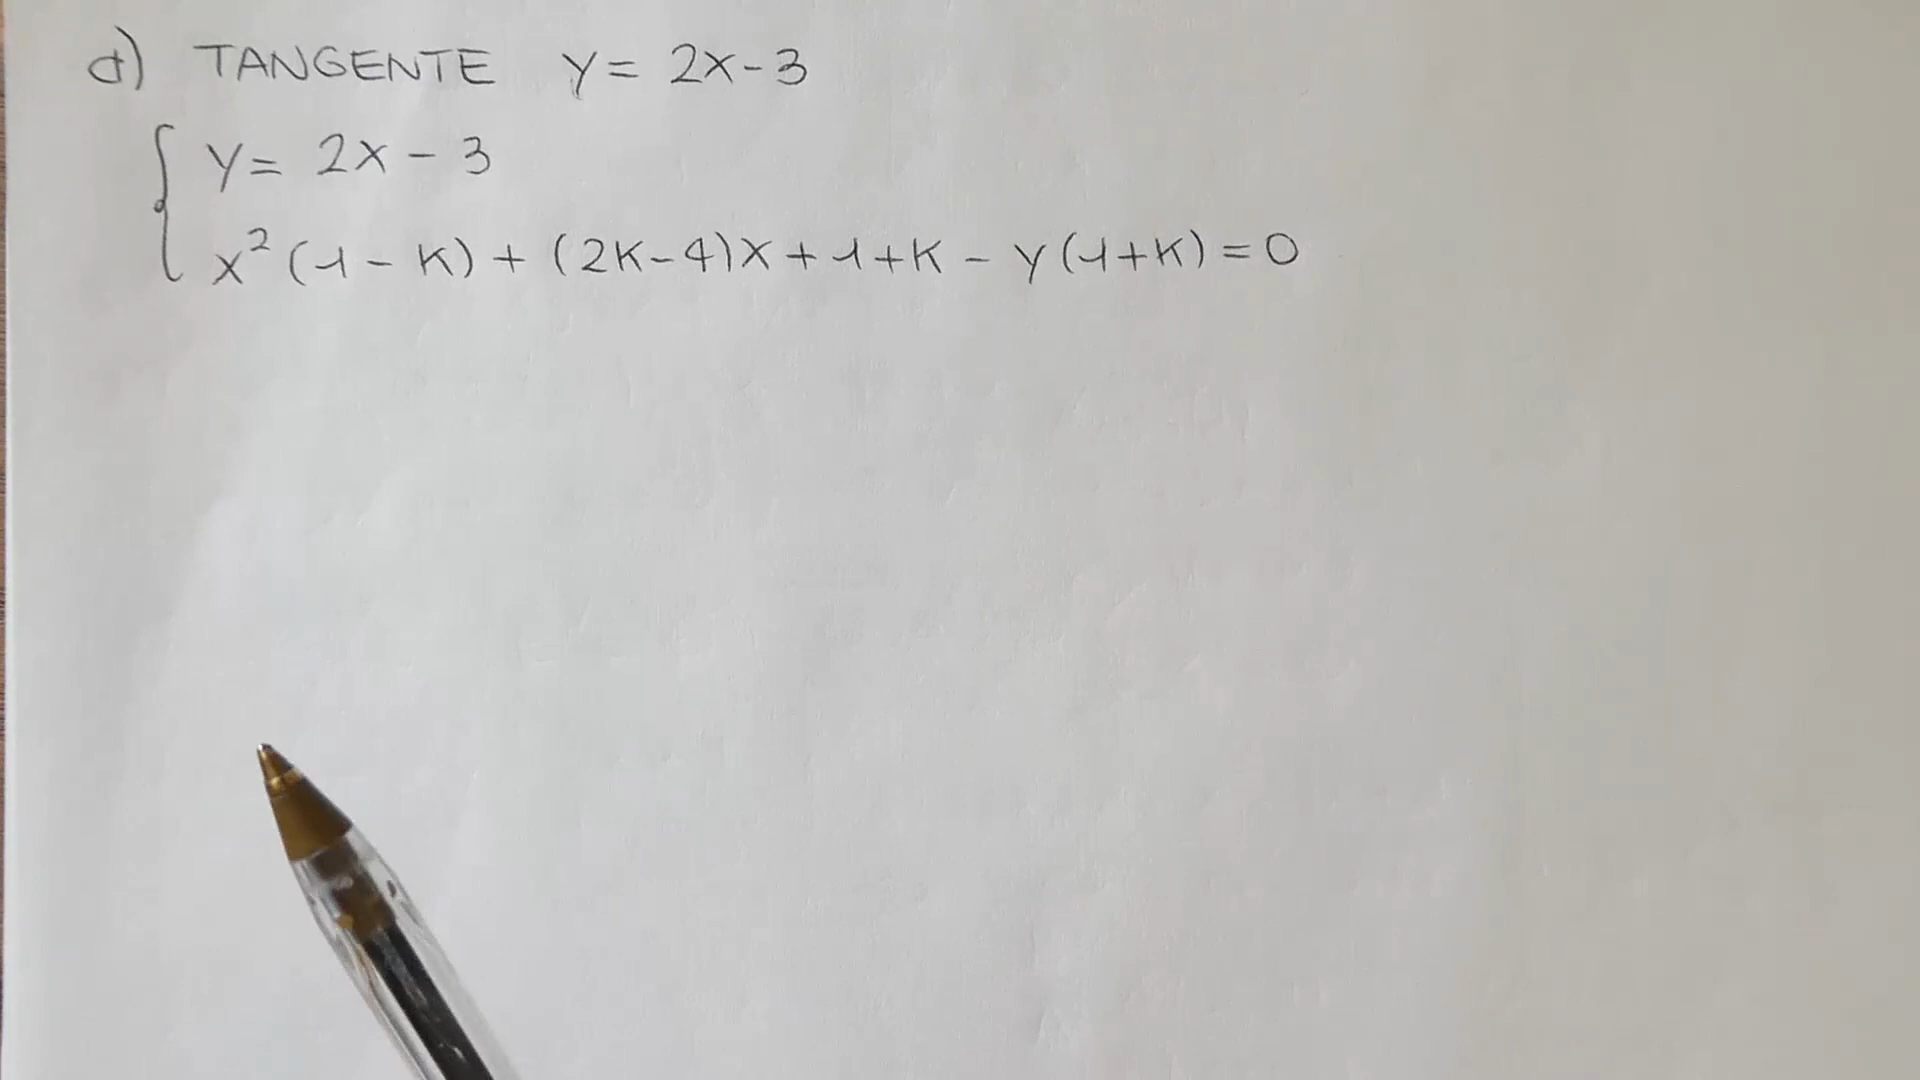 d) TANGENTE y = 2x - 3
y = 2x - 3
x²(1 - K) + (2K-4)x + 1 + K - y(1+K) = 0